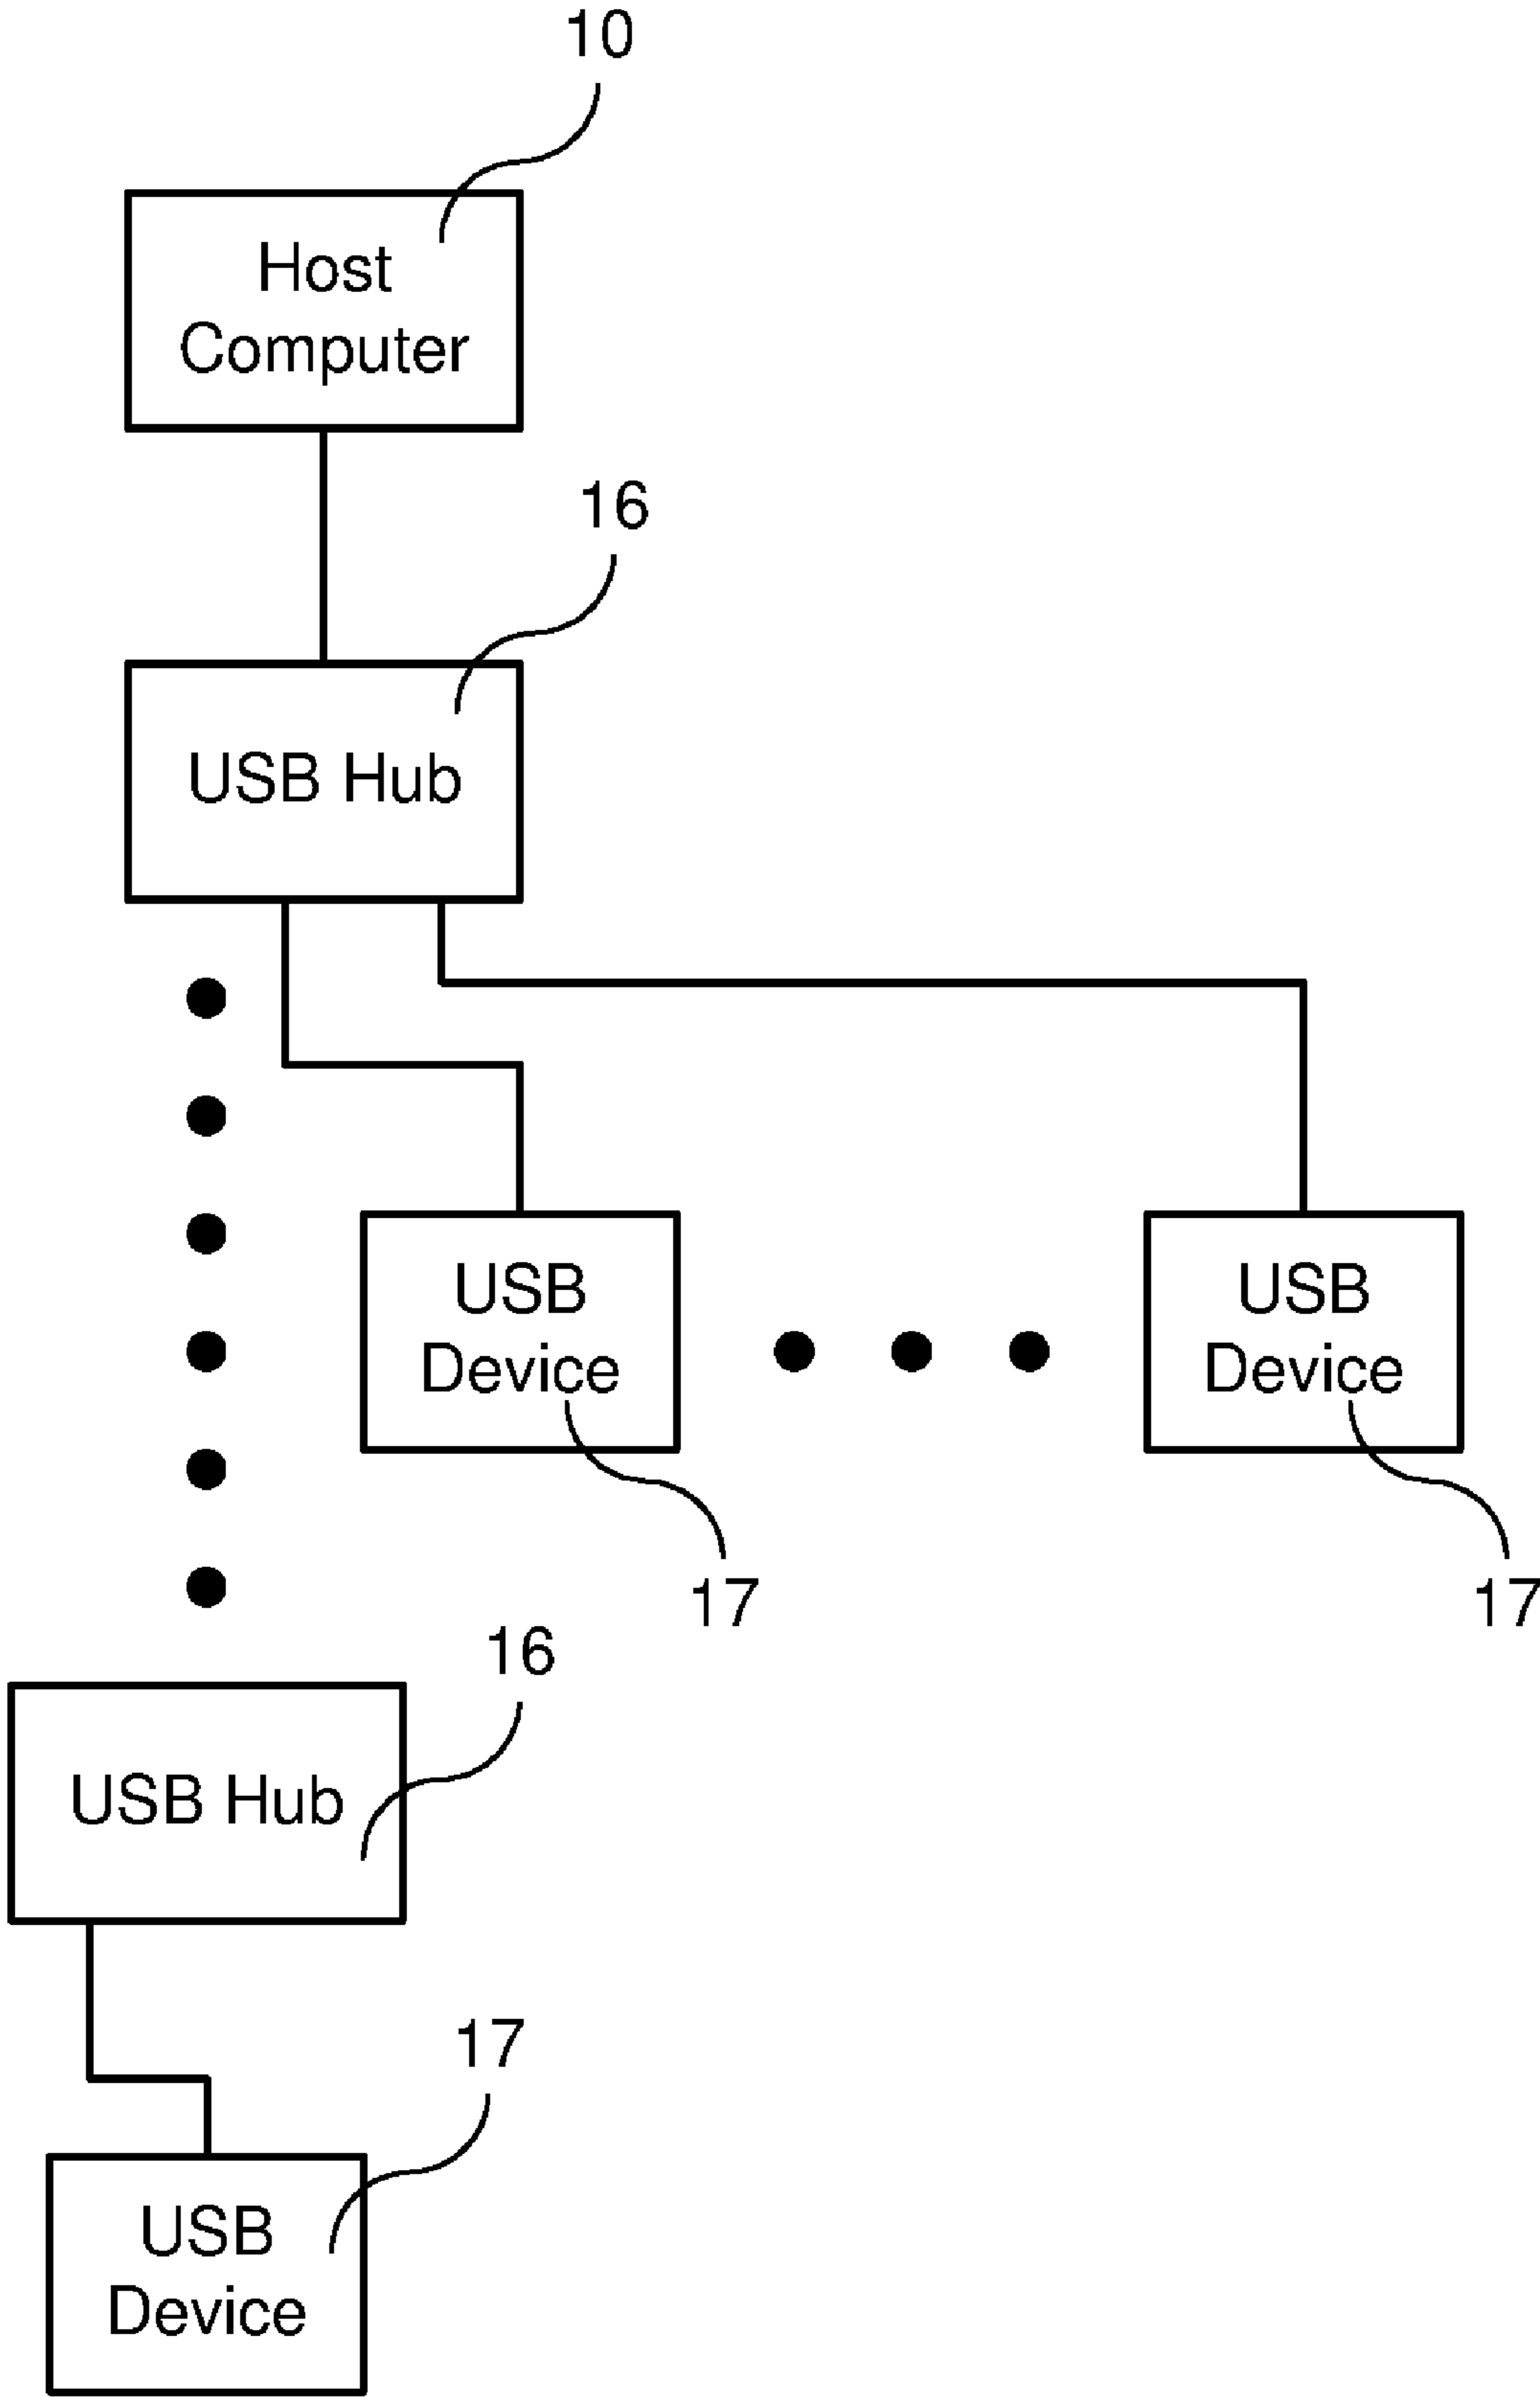 10
Host
Computer
16
USB Hub
USB
Device
USB
Device
17
17
16
USB Hub
17
USB
Device